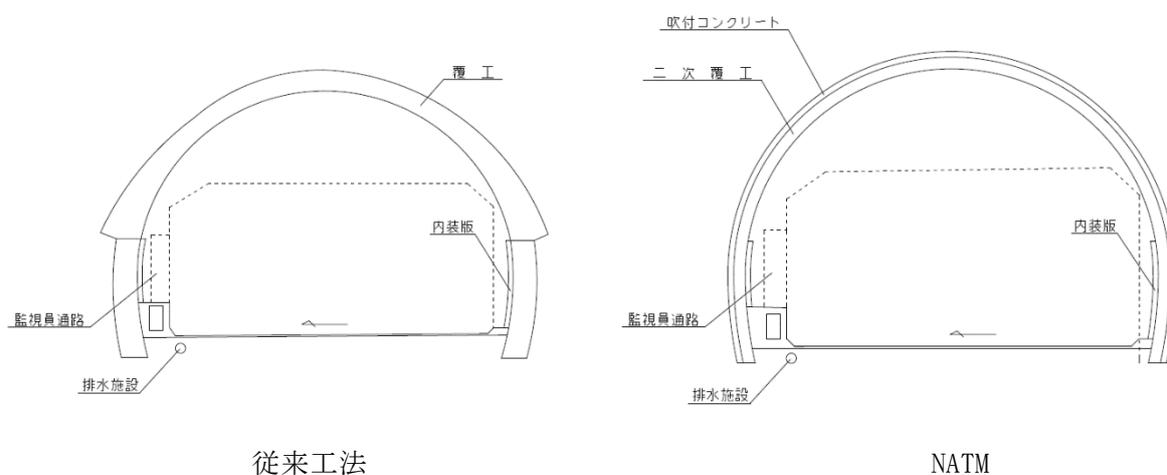 覆 工
内装版
監視員通路
排水施設
従来工法
吹付コンクリート
二 次 覆 工
内装版
監視員通路
排水施設
NATM